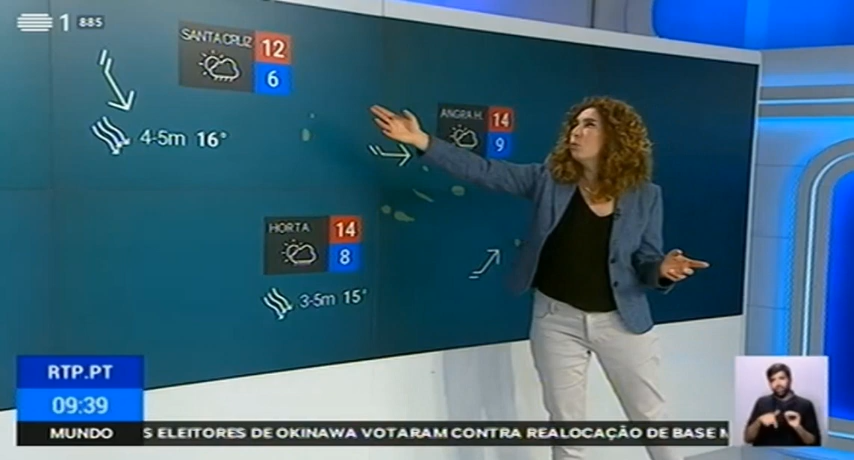 1 885
SANTA CRUZ 12
6
4-5m 16°
ANGRA H. 14
9
HORTA 14
8
3-5m 15°
RTP.PT
09:39
MUNDO S ELEITORES DE OKINAWA VOTARAM CONTRA REALOCAÇÃO DE BASE M